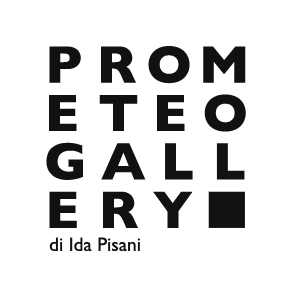 PROM
ETEO
GALL
ERY
di Ida Pisani